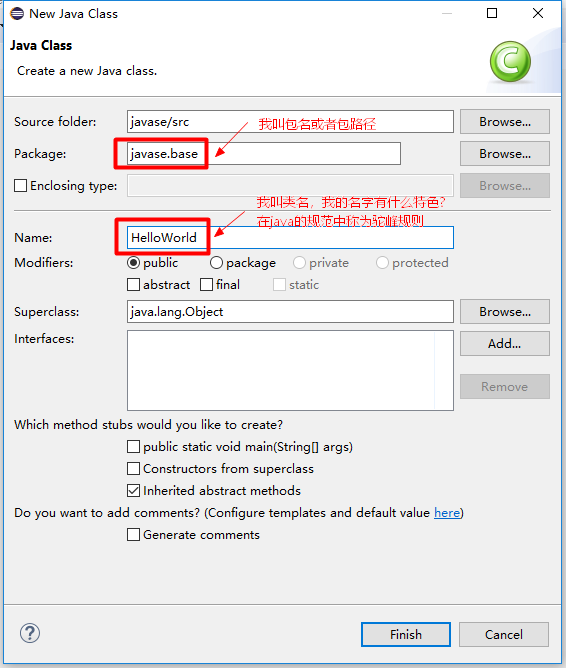 New Java Class
Java Class
Create a new Java class.
Source folder: javase/src Browse...
我叫包名或者包路径
Package: javase.base Browse...
Enclosing type: Browse...
我叫类名，我的名字有什么特色?
在java的规范中称为驼峰规则
Name: HelloWorld
Modifiers: public package private protected
abstract final static
Superclass: java.lang.Object Browse...
Interfaces: Add...
Remove
Which method stubs would you like to create?
public static void main(String[] args)
Constructors from superclass
Inherited abstract methods
Do you want to add comments? (Configure templates and default value here)
Generate comments
? Finish Cancel